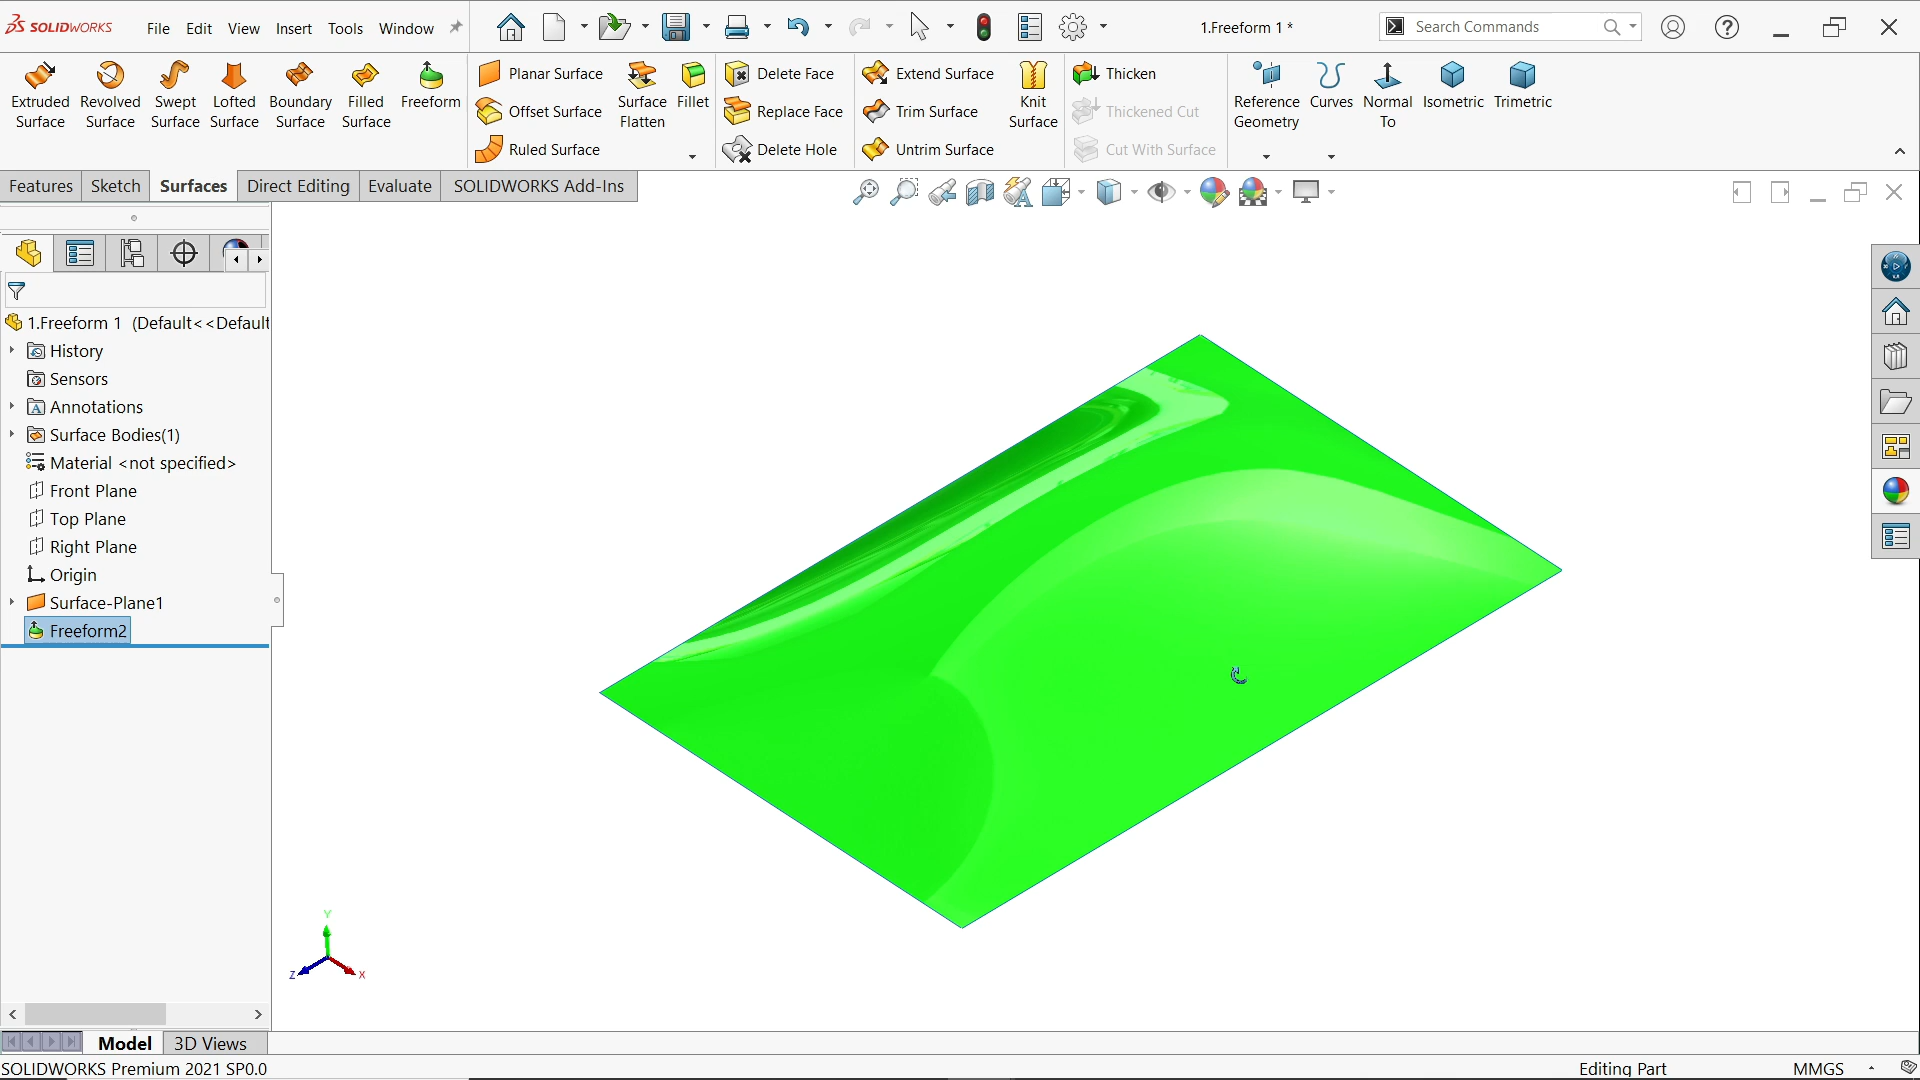 SOLIDWORKS File Edit View Insert Tools Window 1.Freeform 1 * Search Commands
Extruded Surface
Revolved Surface
Swept Surface
Lofted Surface
Boundary Surface
Filled Surface
Freeform
Planar Surface
Offset Surface
Ruled Surface
Surface Flatten
Fillet
Delete Face
Replace Face
Delete Hole
Extend Surface
Trim Surface
Untrim Surface
Knit Surface
Thicken
Thickened Cut
Cut With Surface
Reference Geometry
Curves
Normal To
Isometric
Trimetric
Features Sketch Surfaces Direct Editing Evaluate SOLIDWORKS Add-Ins
1.Freeform 1 (Default<<Default
History
Sensors
Annotations
Surface Bodies(1)
Material <not specified>
Front Plane
Top Plane
Right Plane
Origin
Surface-Plane1
Freeform2
Y
Z X
Model 3D Views
SOLIDWORKS Premium 2021 SP0.0 Editing Part MMGS